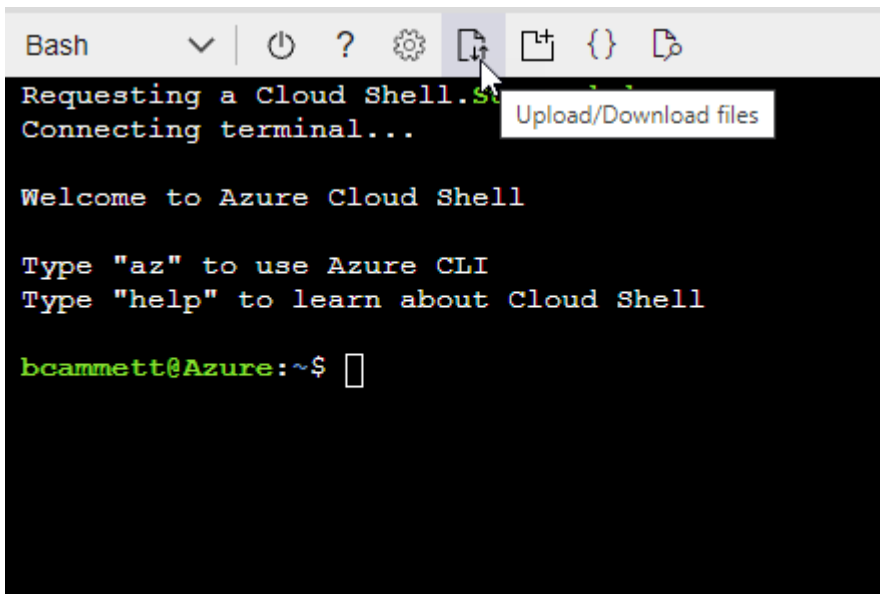 Bash
?
{}
Requesting a Cloud Shell.
Upload/Download files
Connecting terminal...
Welcome to Azure Cloud Shell
Type "az" to use Azure CLI
Type "help" to learn about Cloud Shell
bcammett@Azure:~$